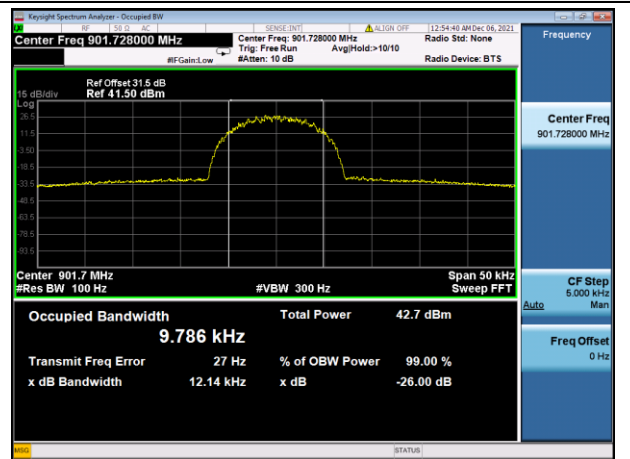 Keysight Spectrum Analyzer - Occupied BW
RF 50 Ω AC SENSE:INT ALIGN OFF 12:54:40 AM Dec 06, 2021
Center Freq 901.728000 MHz Center Freq: 901.728000 MHz Radio Std: None
Trig: Free Run Avg|Hold:>10/10
#IFGain:Low #Atten: 10 dB Radio Device: BTS
Frequency
Ref Offset 31.5 dB
15 dB/div Ref 41.50 dBm
Log
26.5
11.5
-3.50
-18.5
-33.5
-48.5
-63.5
-78.5
-93.5
Center Freq
901.728000 MHz
Center 901.7 MHz Span 50 kHz
#Res BW 100 Hz #VBW 300 Hz Sweep FFT
CF Step
5.000 kHz
Auto Man
Occupied Bandwidth Total Power 42.7 dBm
9.786 kHz
Transmit Freq Error 27 Hz % of OBW Power 99.00 %
x dB Bandwidth 12.14 kHz x dB -26.00 dB
Freq Offset
0 Hz
MSG STATUS